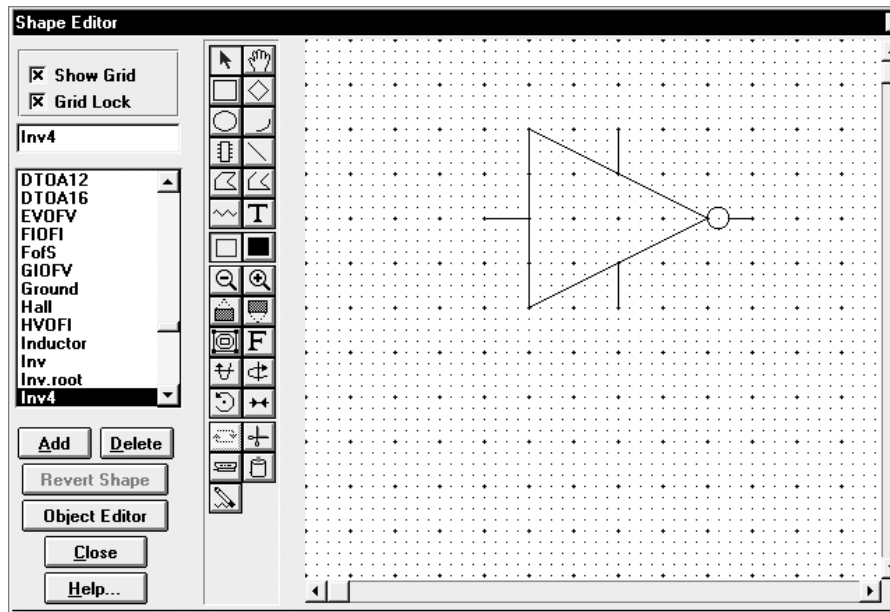 Shape Editor
Show Grid
Grid Lock
Inv4
DTOA12
DTOA16
EVOFV
FIOFI
FofS
GIOFV
Ground
Hall
HVOFI
Inductor
Inv
Inv.root
Inv4
Add Delete
Revert Shape
Object Editor
Close
Help...
T
F